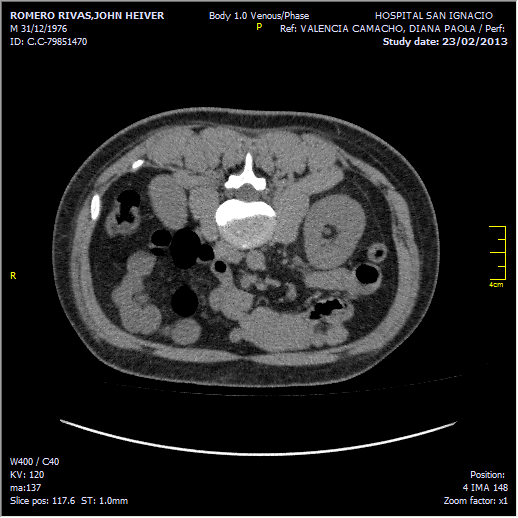 ROMERO RIVAS,JOHN HEIVER
M 31/12/1976
ID: C.C-79851470
Body 1.0 Venous/Phase
P
HOSPITAL SAN IGNACIO
Ref: VALENCIA CAMACHO, DIANA PAOLA / Perf:
Study date: 23/02/2013
R
4cm
W400 / C40
KV: 120
ma:137
Slice pos: 117.6 ST: 1.0mm
Position:
4 IMA 148
Zoom factor: x1